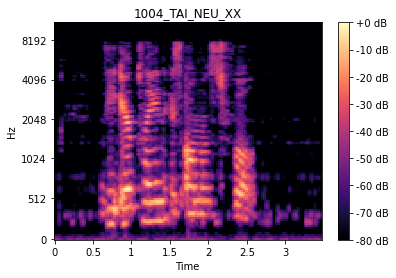 1004_TAI_NEU_XX
Hz
8192
4096
2048
1024
512
0
0 0.5 1 1.5 2 2.5 3
Time
+0 dB
-10 dB
-20 dB
-30 dB
-40 dB
-50 dB
-60 dB
-70 dB
-80 dB